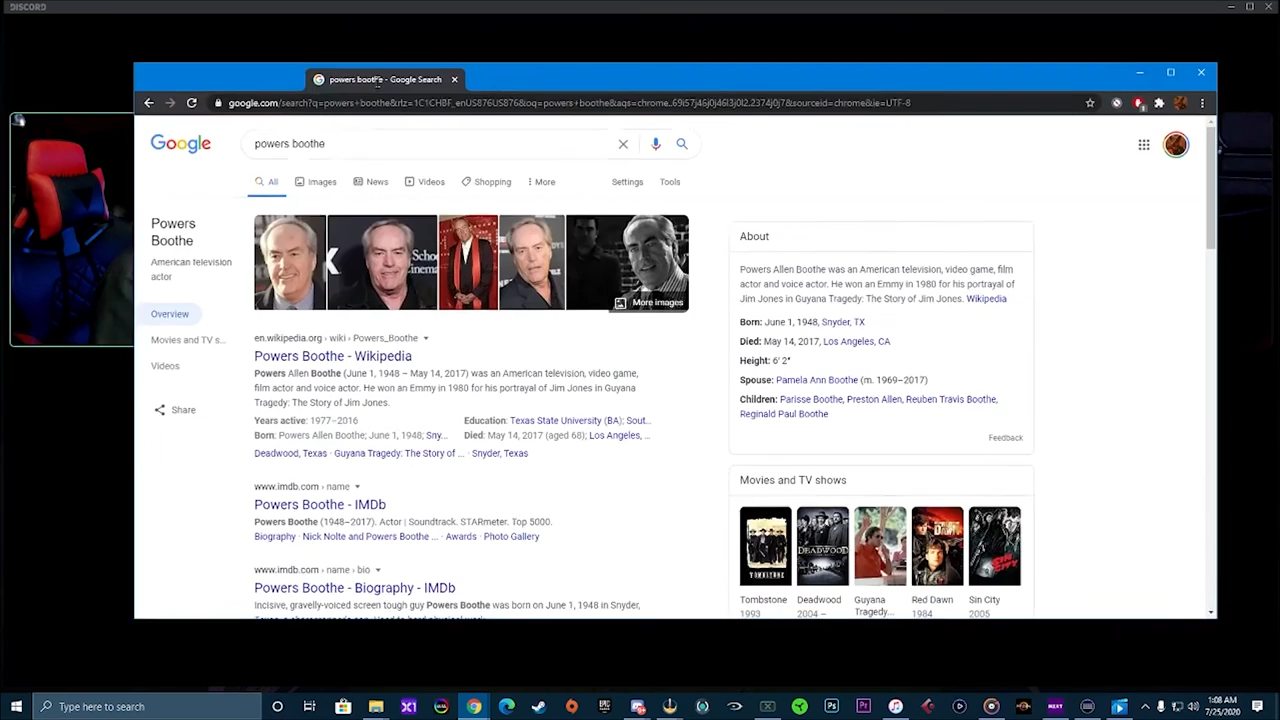 DISCORD
powers boothe - Google Search
google.com/search?q=powers+boothe&rlz=1C1CHBF_enUS876US876&oq=powers+boothe&aqs=chrome..69i57j46j0j46l3j0l2.2374j0j7&sourceid=chrome&ie=UTF-8
Google
powers boothe
All
Images
News
Videos
Shopping
More
Settings
Tools
Powers
Boothe
American television
actor
Overview
Movies and TV s...
Videos
Share
More images
en.wikipedia.org › wiki › Powers_Boothe
Powers Boothe - Wikipedia
Powers Allen Boothe (June 1, 1948 – May 14, 2017) was an American television, video game,
film actor and voice actor. He won an Emmy in 1980 for his portrayal of Jim Jones in Guyana
Tragedy: The Story of Jim Jones.
Years active: 1977–2016
Education: Texas State University (BA); Sout...
Born: Powers Allen Boothe; June 1, 1948; Sny...
Died: May 14, 2017 (aged 68); Los Angeles, ...
Deadwood, Texas · Guyana Tragedy: The Story of ... · Snyder, Texas
www.imdb.com › name
Powers Boothe - IMDb
Powers Boothe (1948–2017). Actor | Soundtrack. STARmeter. Top 5000.
Biography · Nick Nolte and Powers Boothe ... · Awards · Photo Gallery
www.imdb.com › name › bio
Powers Boothe - Biography - IMDb
Incisive, gravelly-voiced screen tough guy Powers Boothe was born on June 1, 1948 in Snyder,
About
Powers Allen Boothe was an American television, video game, film
actor and voice actor. He won an Emmy in 1980 for his portrayal of
Jim Jones in Guyana Tragedy: The Story of Jim Jones. Wikipedia
Born: June 1, 1948, Snyder, TX
Died: May 14, 2017, Los Angeles, CA
Height: 6′ 2″
Spouse: Pamela Ann Boothe (m. 1969–2017)
Children: Parisse Boothe, Preston Allen, Reuben Travis Boothe,
Reginald Paul Boothe
Feedback
Movies and TV shows
TOMBSTONE
DEADWOOD
RED DAWN
SIN CITY
Tombstone
1993
Deadwood
2004 –
Guyana
Tragedy...
Red Dawn
1984
Sin City
2005
Type here to search
X1
EPIC
Ps
Pr
NEXT
1:08 AM
7/25/2020